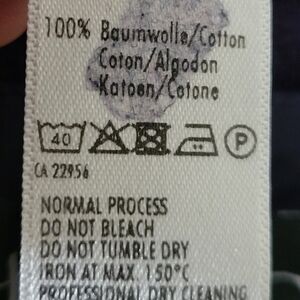 100% Baumwolle/Cotton
Coton/Algodon
Katoen/Cotone
40 P
CA 22956
NORMAL PROCESS
DO NOT BLEACH
DO NOT TUMBLE DRY
IRON AT MAX. 150°C
PROFESSIONAL DRY CLEANING